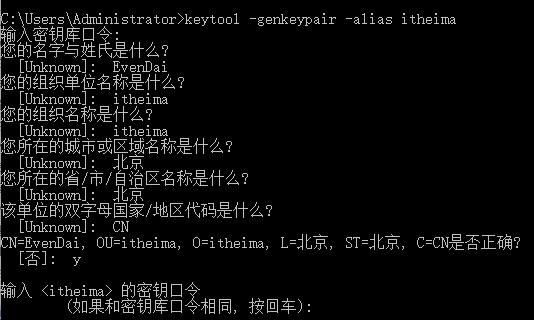 C:\Users\Administrator>keytool -genkeypair -alias itheima
输入密钥库口令:
您的名字与姓氏是什么?
[Unknown]: EvenDai
您的组织单位名称是什么?
[Unknown]: itheima
您的组织名称是什么?
[Unknown]: itheima
您所在的城市或区域名称是什么?
[Unknown]: 北京
您所在的省/市/自治区名称是什么?
[Unknown]: 北京
该单位的双字母国家/地区代码是什么?
[Unknown]: CN
CN=EvenDai, OU=itheima, O=itheima, L=北京, ST=北京, C=CN是否正确?
[否]: y
输入 <itheima> 的密钥口令
(如果和密钥库口令相同, 按回车):